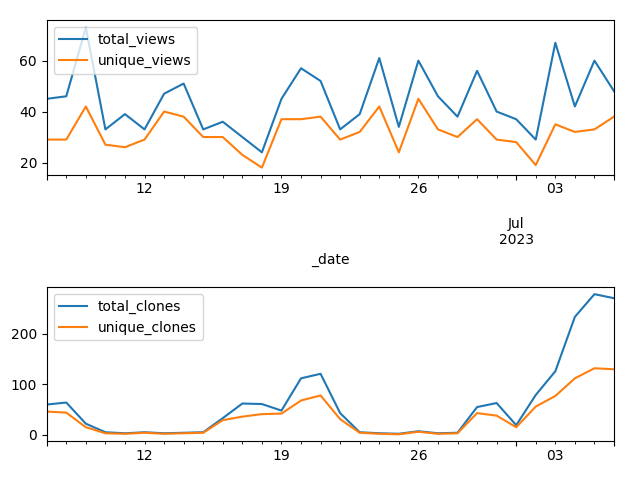 total_views
unique_views
60
40
20
12 19 26 03
Jul
2023
_date
total_clones
unique_clones
200
100
0
12 19 26 03